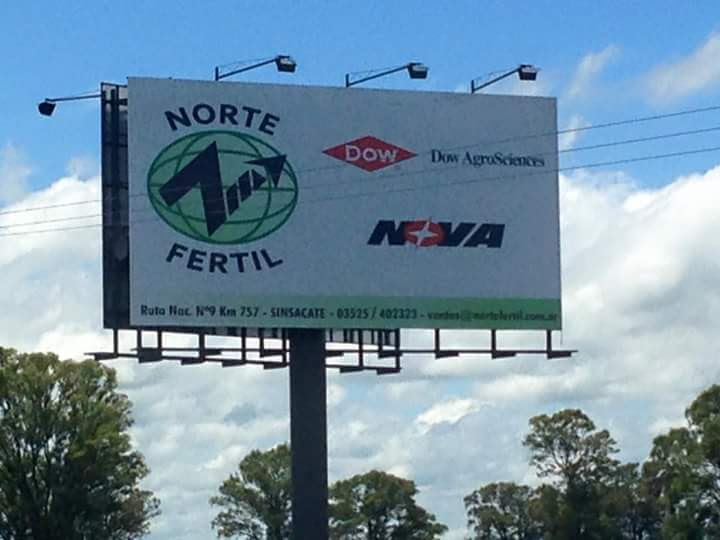 NORTE
FERTIL
DOW
Dow AgroSciences
NOVA
Ruta Nac. Nº9 Km 757 - SINSACATE - 03525 / 402323 - ventas@nortefertil.com.ar